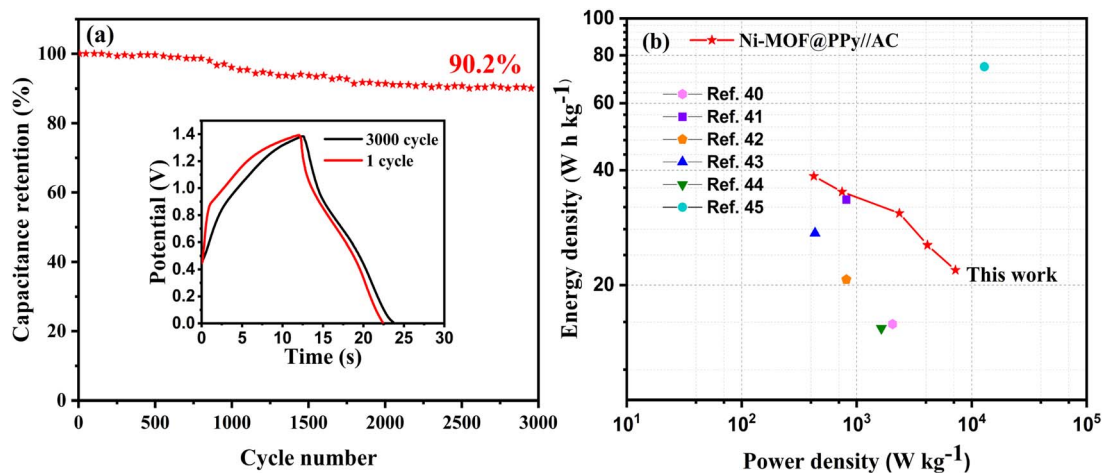 (a)
90.2%
Capacitance retention (%)
100
80
60
40
20
0
0 500 1000 1500 2000 2500 3000
Cycle number
3000 cycle
1 cycle
Potential (V)
1.4
1.2
1.0
0.8
0.6
0.4
0.2
0.0
0 5 10 15 20 25 30
Time (s)
(b)
Ni-MOF@PPy//AC
Ref. 40
Ref. 41
Ref. 42
Ref. 43
Ref. 44
Ref. 45
This work
Energy density (W h kg⁻¹)
100
80
60
40
20
10¹ 10² 10³ 10⁴ 10⁵
Power density (W kg⁻¹)